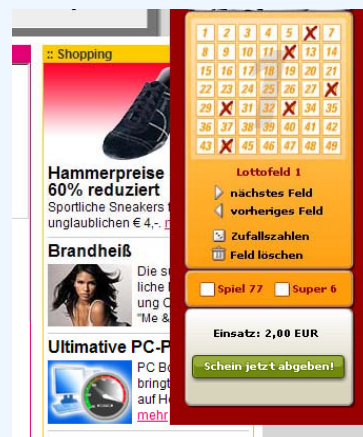 :: Shopping
Hammerpreise
60% reduziert
Sportliche Sneakers
unglaublichen € 4,-.
Brandheiß
Die
liche
ung
"Me &
Ultimative PC-
PC
bringt
auf
mehr
1 2 3 4 5 7
8 9 10 11 13 14
15 16 17 18 19 20 21
22 23 24 25 26 27
29 31 32 34 35
36 37 38 39 40 41 42
43 45 46 47 48 49
Lottofeld 1
nächstes Feld
vorheriges Feld
Zufallszahlen
Feld löschen
Spiel 77 Super 6
Einsatz: 2,00 EUR
Schein jetzt abgeben!